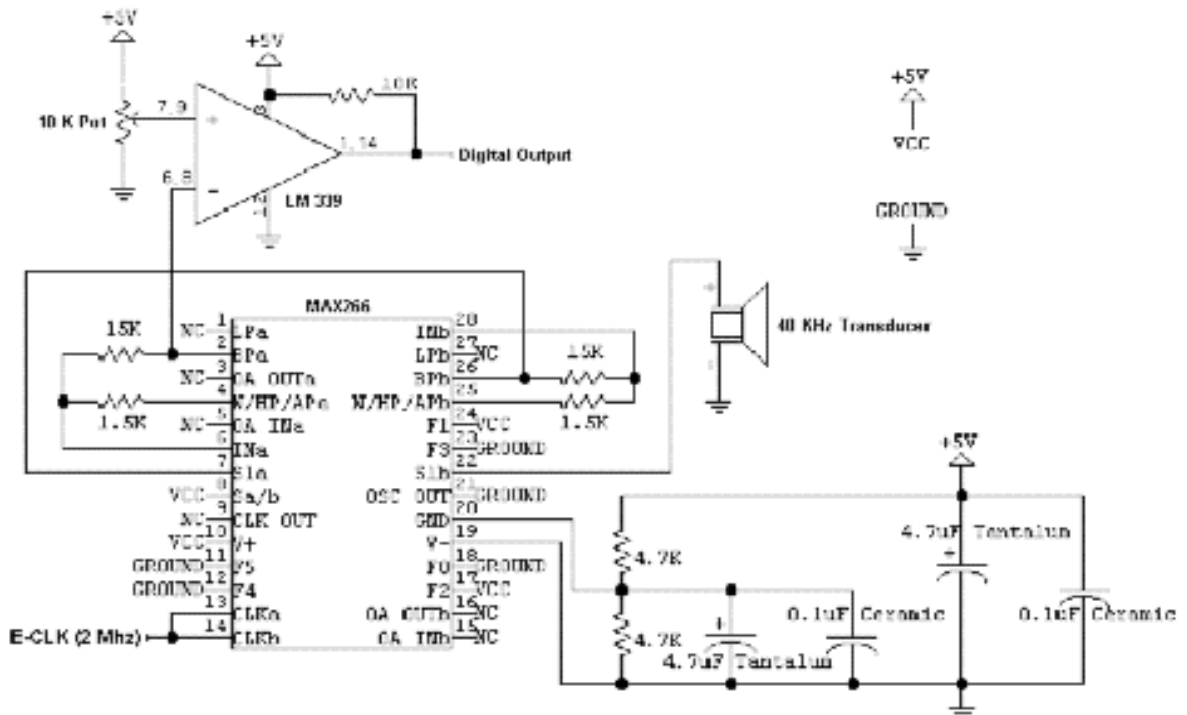 +5V
+5V
10K
10 K Pot
7,9
+
1,14
Digital Output
6,8
-
LM 339
12
+5V
VCC
GROUND
MAX266
+
40 KHz Transducer
15K
1.5K
NC 1 LPa
2 BPa
NC 3 OA OUTa
4 N/HP/APa
NC 5 OA INa
6 INa
7 S1a
VCC 8 Sa/b
NC 9 CLK OUT
VCC 10 V+
GROUND 11 F5
GROUND 12 F4
13 CLKa
14 CLKb
E-CLK (2 Mhz)
INb 28
LPb 27 NC
BPb 26
N/HP/APb 25
F1 24 VCC
F3 23 GROUND
S1b 22
OSC OUT 21 GROUND
GND 20
V- 19
F0 18 GROUND
F2 17 VCC
OA OUTb 16 NC
OA INb 15 NC
15K
1.5K
+5V
4.7K
4.7K
+
4.7uF Tantalum
0.1uF Ceramic
4.7uF Tantalum
+
0.1uF Ceramic